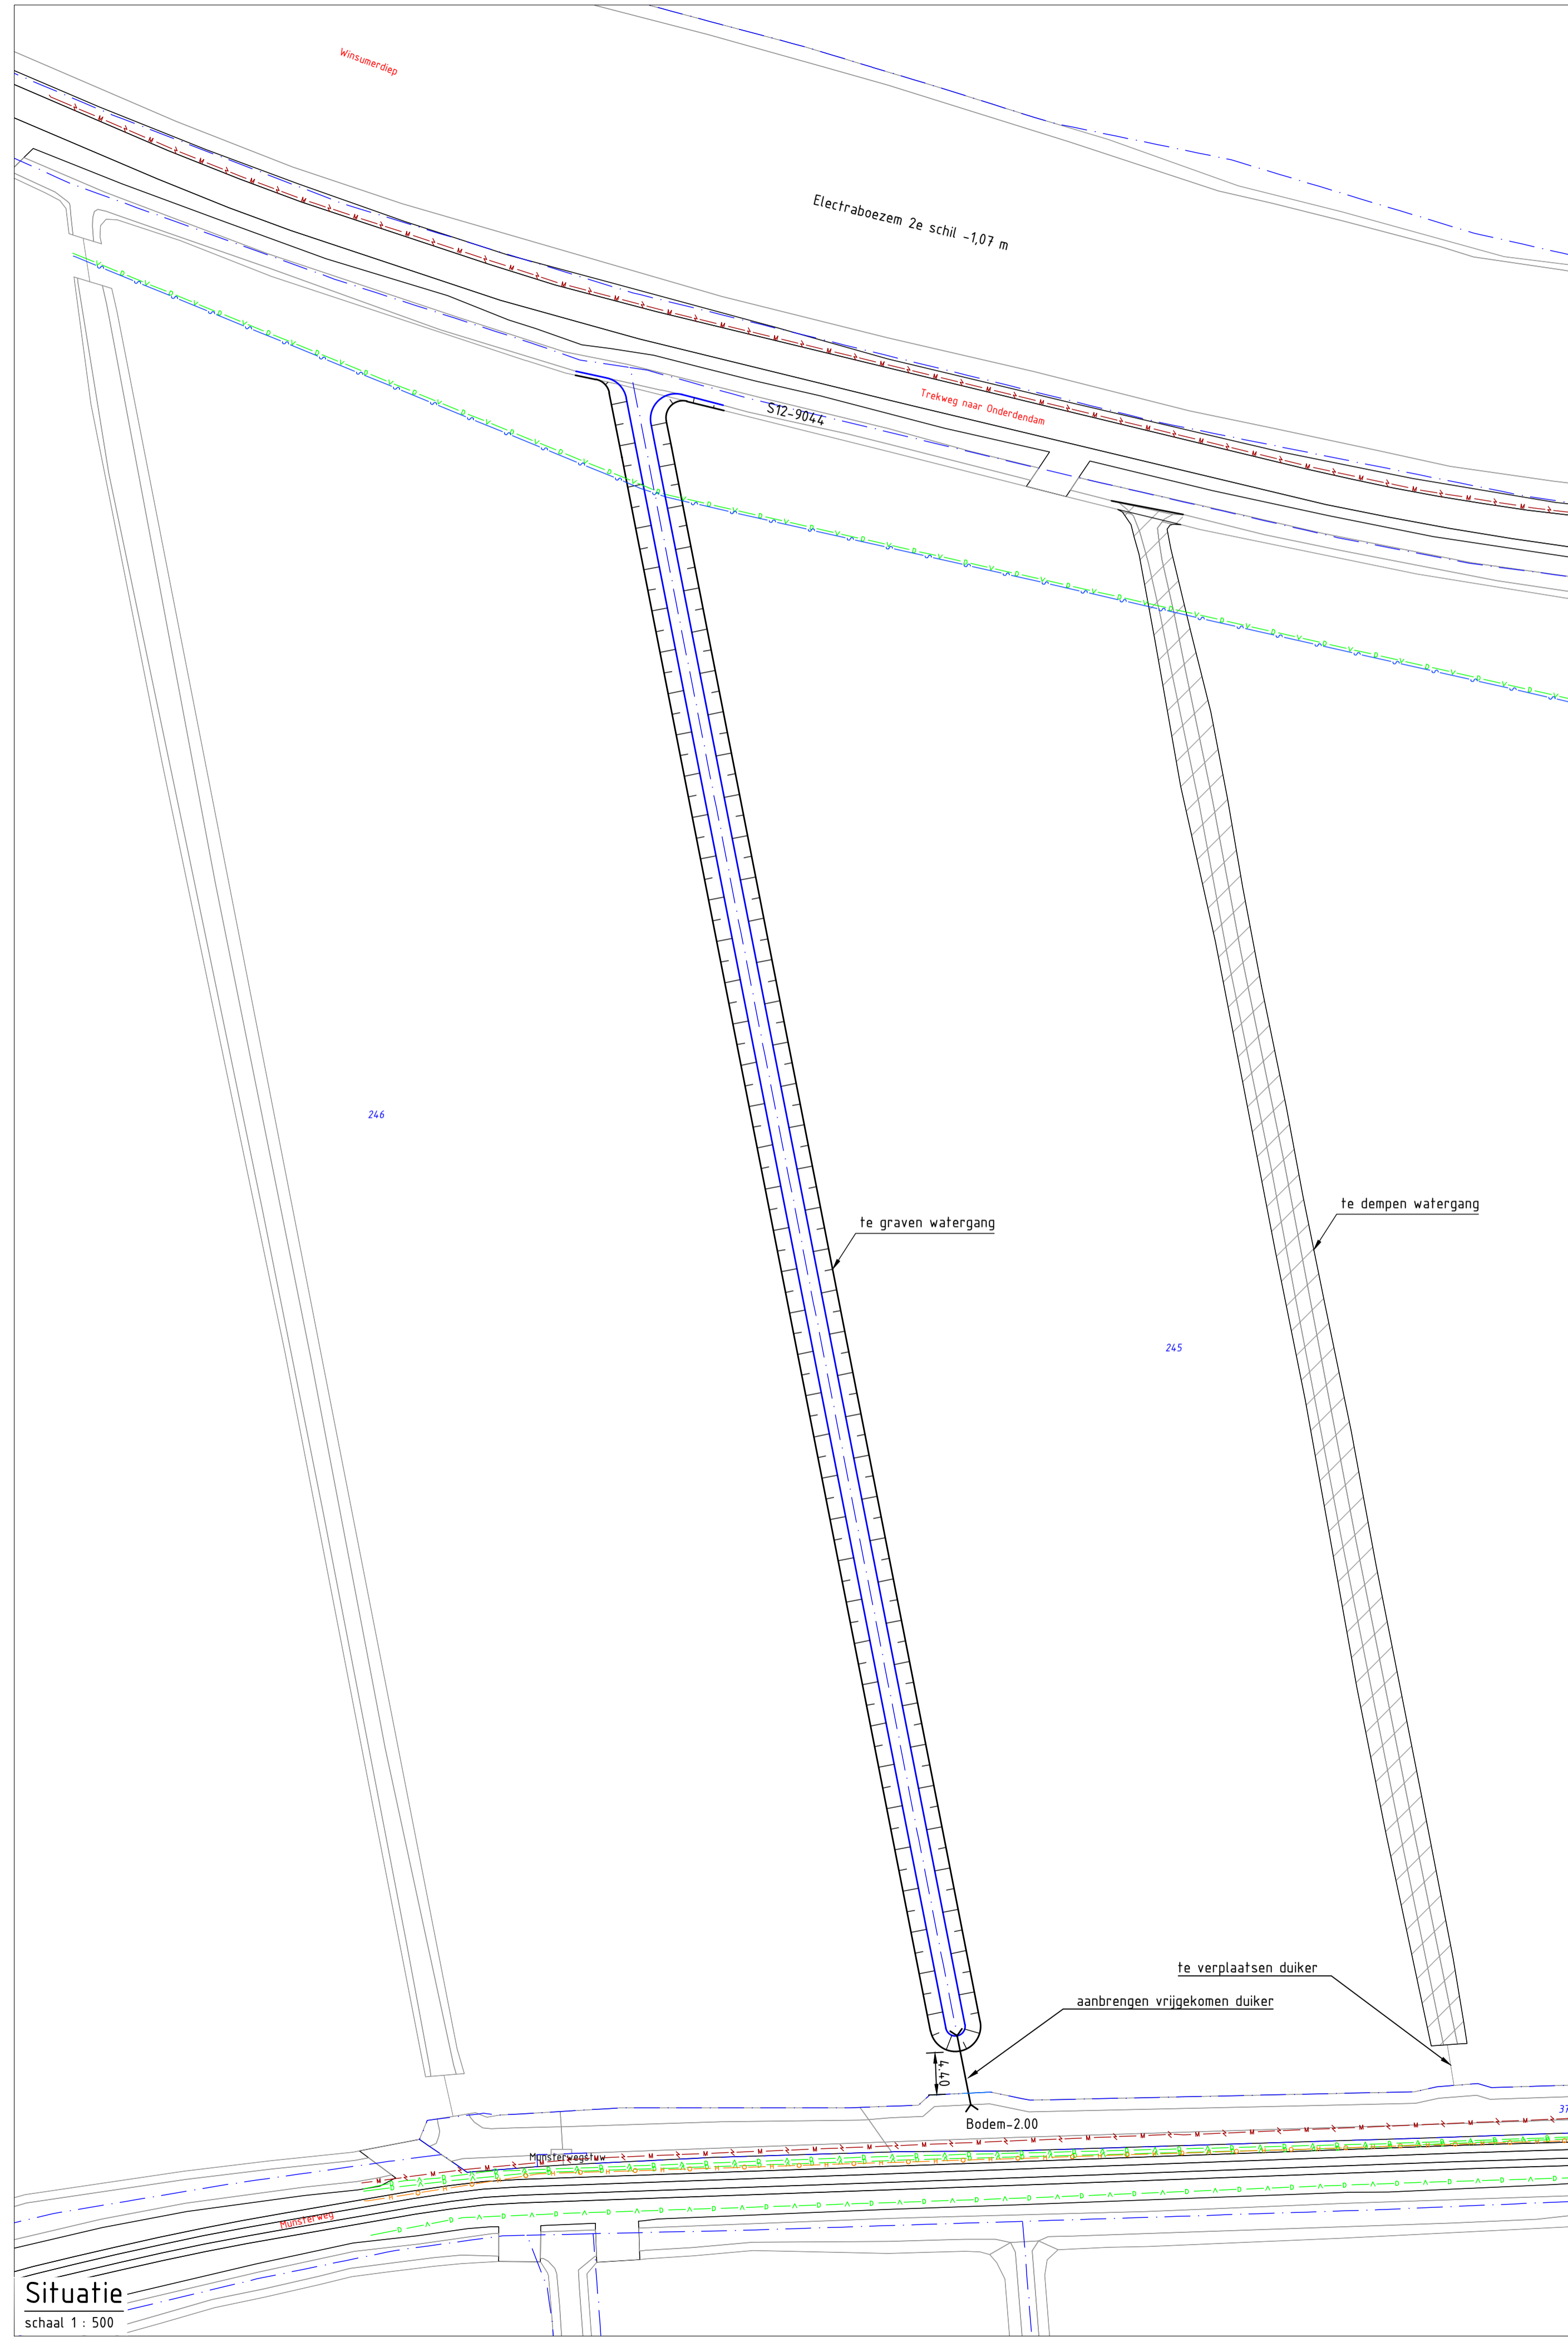 Winsumerdiep
Electraboezem 2e schil -1,07 m
Trekweg naar Onderdendam
S12-9044
246
te dempen watergang
te graven watergang
245
te verplaatsen duiker
aanbrengen vrijgekomen duiker
4.40
Bodem-2.00
37
Munsterwegstuw
Munsterweg
Situatie
schaal 1 : 500